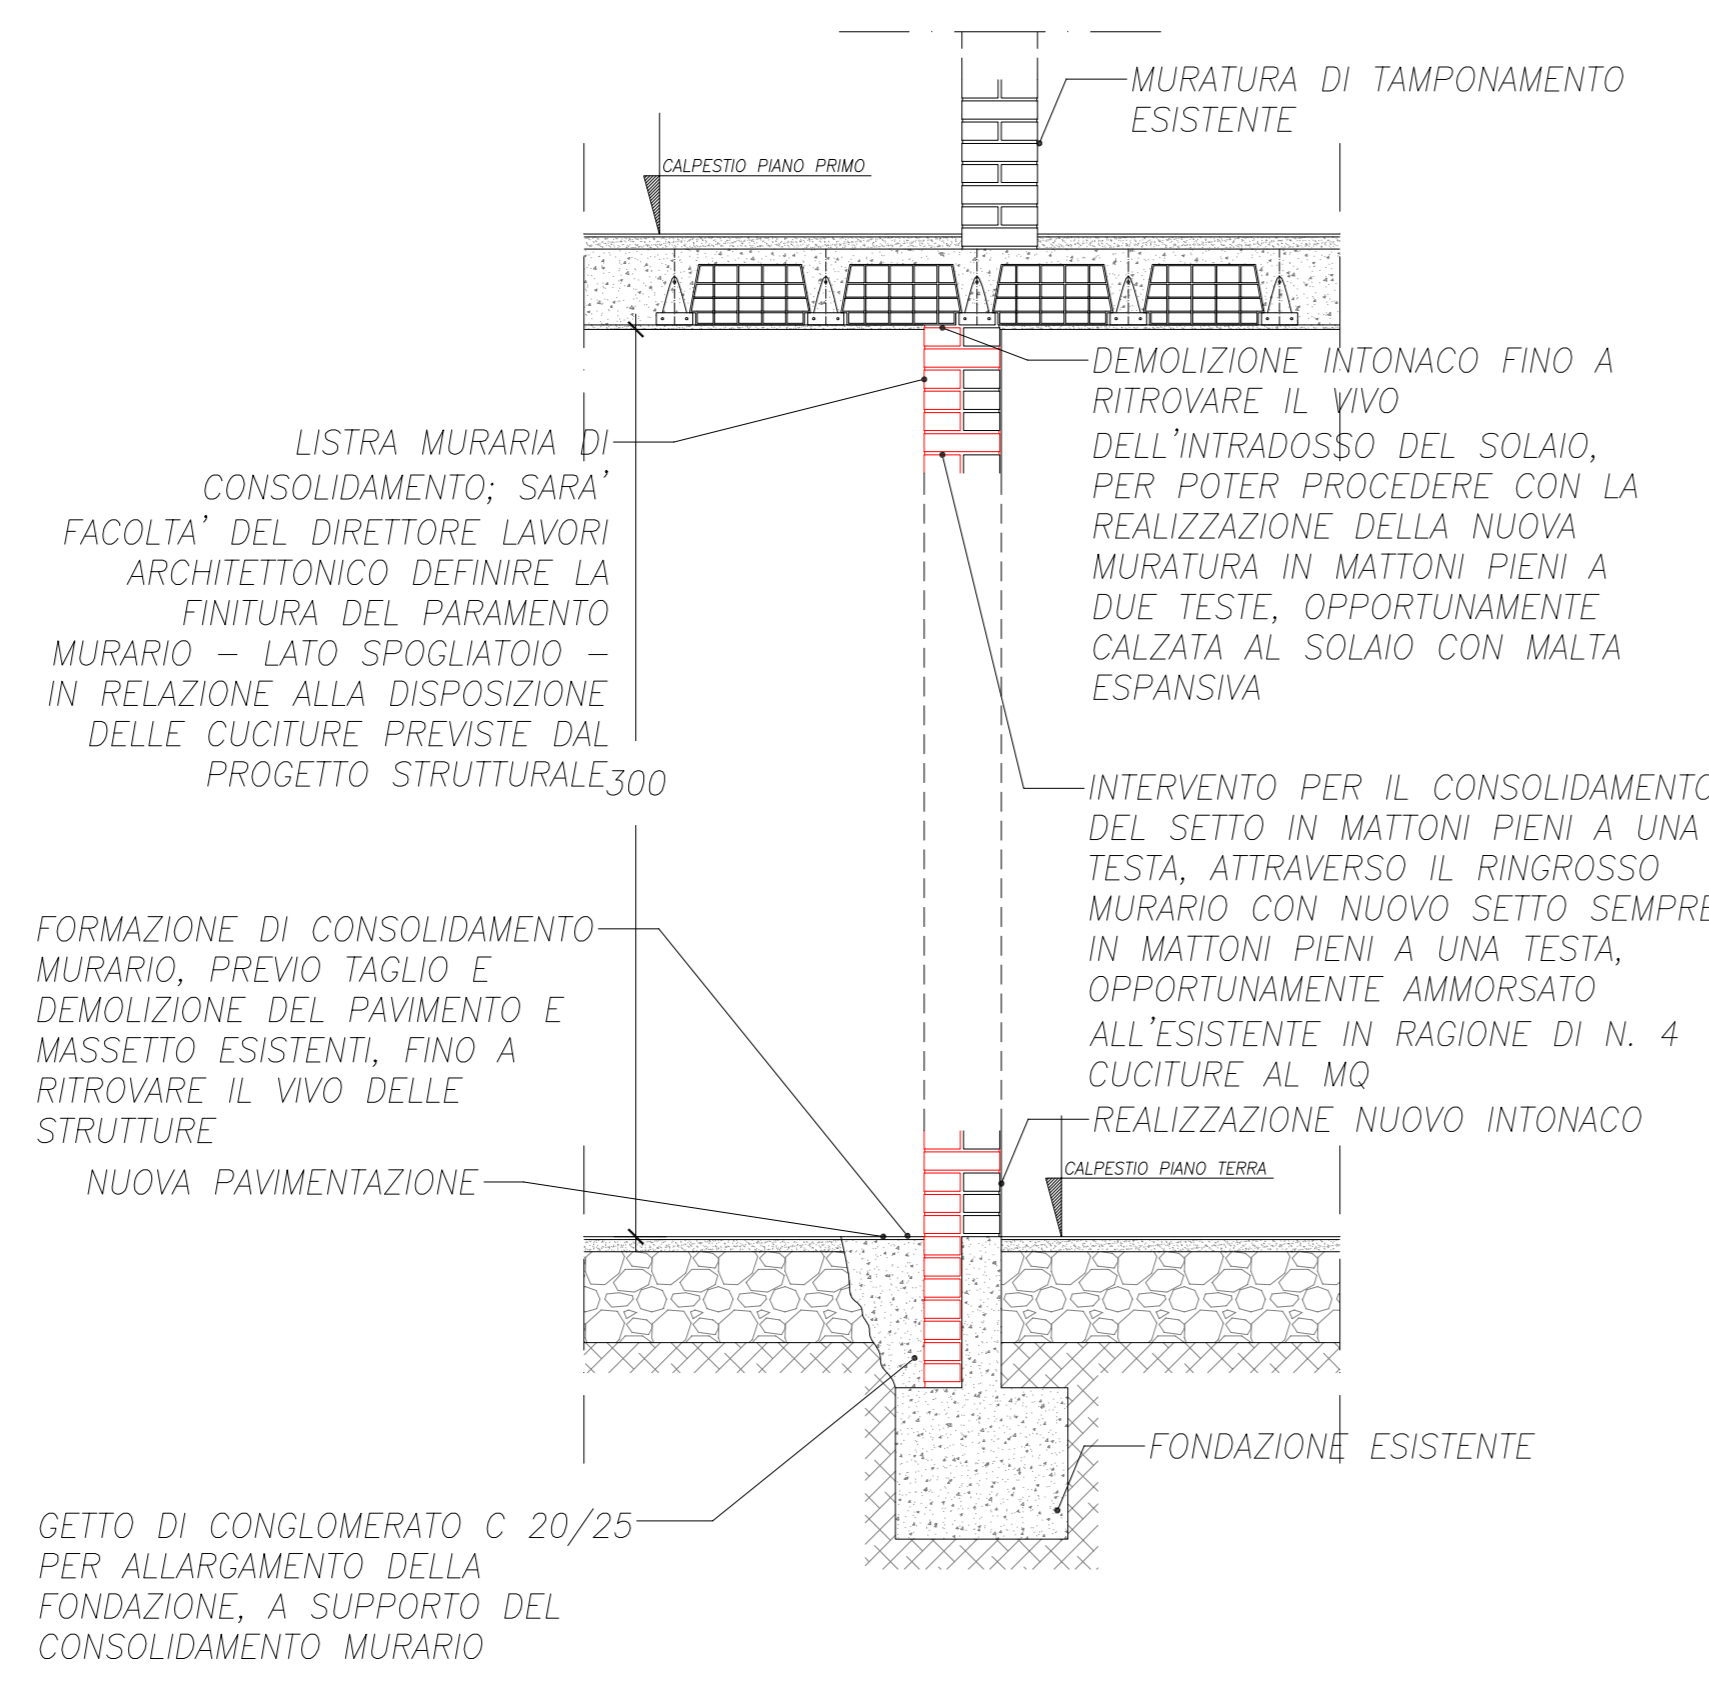 MURATURA DI TAMPONAMENTO
ESISTENTE
CALPESTIO PIANO PRIMO
DEMOLIZIONE INTONACO FINO A
RITROVARE IL VIVO
DELL'INTRADOSSO DEL SOLAIO,
PER POTER PROCEDERE CON LA
REALIZZAZIONE DELLA NUOVA
MURATURA IN MATTONI PIENI A
DUE TESTE, OPPORTUNAMENTE
CALZATA AL SOLAIO CON MALTA
ESPANSIVA
LISTRA MURARIA DI
CONSOLIDAMENTO; SARA'
FACOLTA' DEL DIRETTORE LAVORI
ARCHITETTONICO DEFINIRE LA
FINITURA DEL PARAMENTO
MURARIO – LATO SPOGLIATOIO –
IN RELAZIONE ALLA DISPOSIZIONE
DELLE CUCITURE PREVISTE DAL
PROGETTO STRUTTURALE
300
INTERVENTO PER IL CONSOLIDAMENTO
DEL SETTO IN MATTONI PIENI A UNA
TESTA, ATTRAVERSO IL RINGROSSO
MURARIO CON NUOVO SETTO SEMPRE
IN MATTONI PIENI A UNA TESTA,
OPPORTUNAMENTE AMMORSATO
ALL'ESISTENTE IN RAGIONE DI N. 4
CUCITURE AL MQ
FORMAZIONE DI CONSOLIDAMENTO
MURARIO, PREVIO TAGLIO E
DEMOLIZIONE DEL PAVIMENTO E
MASSETTO ESISTENTI, FINO A
RITROVARE IL VIVO DELLE
STRUTTURE
REALIZZAZIONE NUOVO INTONACO
NUOVA PAVIMENTAZIONE
CALPESTIO PIANO TERRA
FONDAZIONE ESISTENTE
GETTO DI CONGLOMERATO C 20/25
PER ALLARGAMENTO DELLA
FONDAZIONE, A SUPPORTO DEL
CONSOLIDAMENTO MURARIO